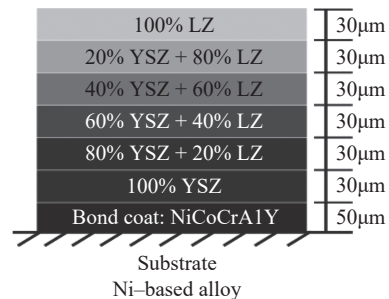 100% LZ 30μm
20% YSZ + 80% LZ 30μm
40% YSZ + 60% LZ 30μm
60% YSZ + 40% LZ 30μm
80% YSZ + 20% LZ 30μm
100% YSZ 30μm
Bond coat: NiCoCrA1Y 50μm
Substrate
Ni–based alloy